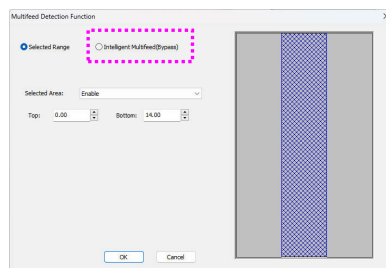 Multifeed Detection Function
Selected Range
Intelligent Multifeed(Bypass)
Selected Area: Enable
Top: 0.00 Bottom: 14.00
OK Cancel